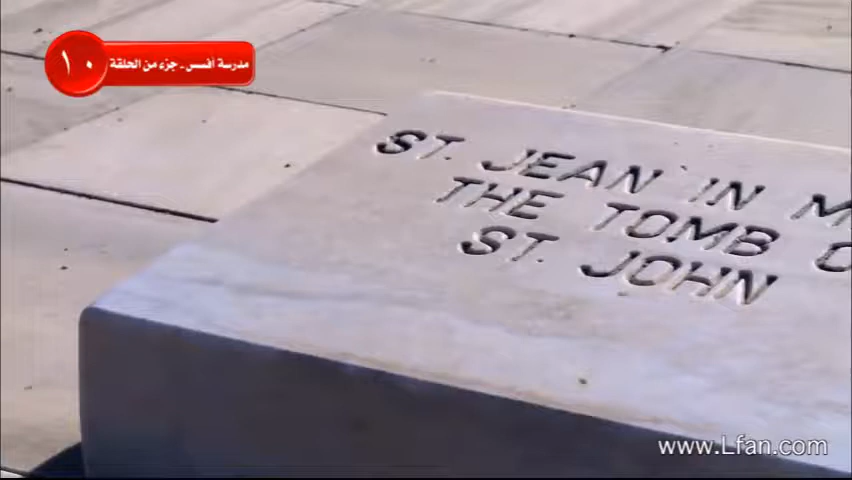 مدرسة أفسس - جزء من الحلقة ١٠
ST. JEAN IN M
THE TOMB O
ST. JOHN
www.Lfan.com